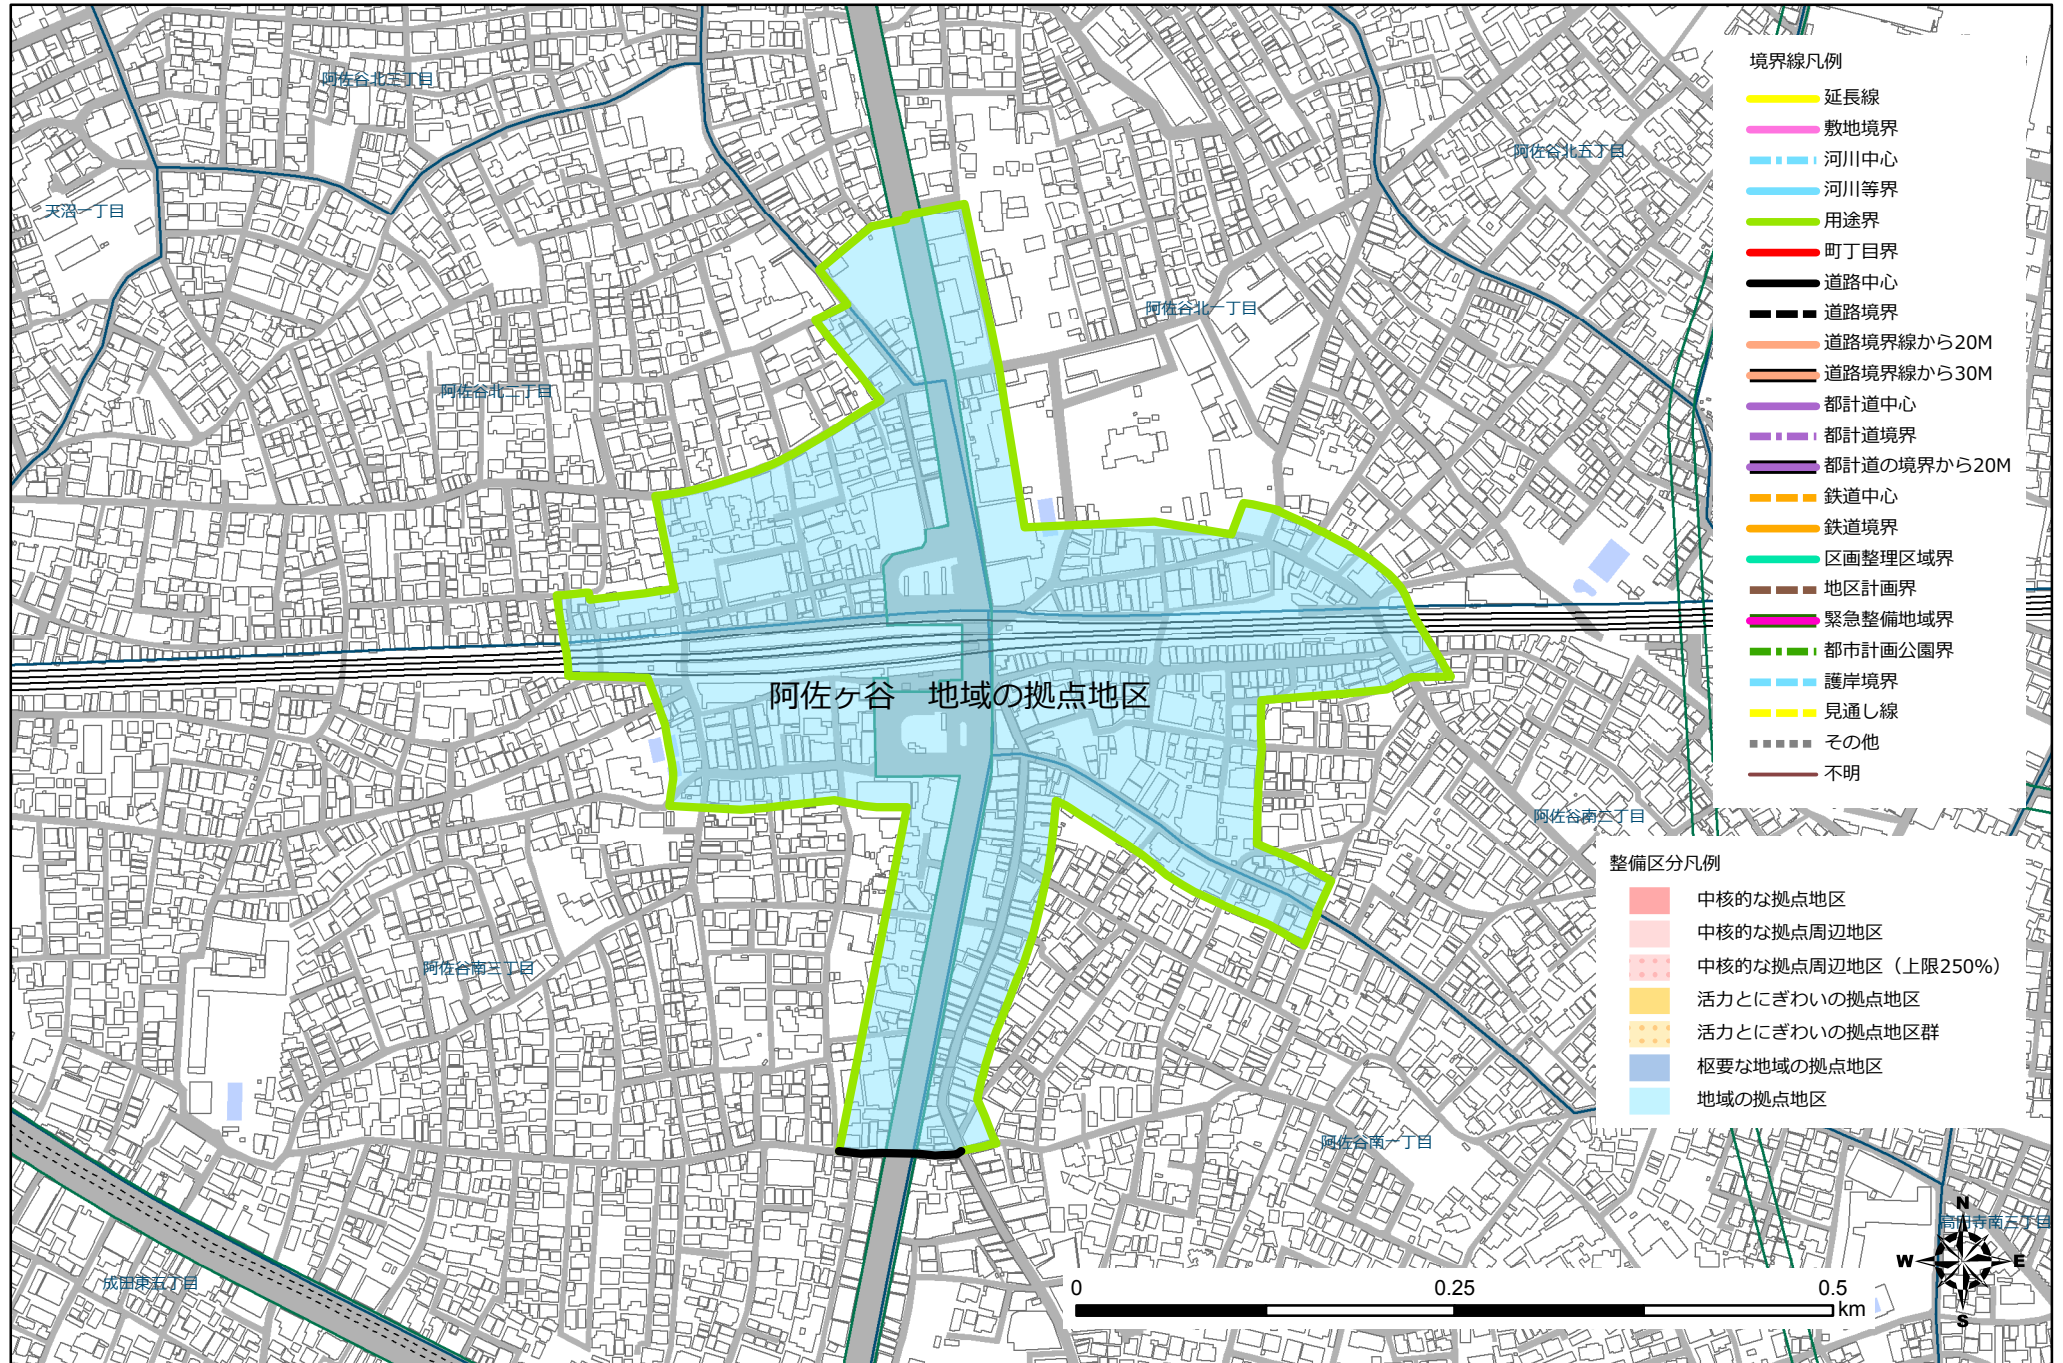 境界線凡例
延長線
敷地境界
河川中心
河川等界
用途界
町丁目界
道路中心
道路境界
道路境界線から20M
道路境界線から30M
都計道中心
都計道境界
都計道の境界から20M
鉄道中心
鉄道境界
区画整理区域界
地区計画界
緊急整備地域界
都市計画公園界
護岸境界
見通し線
その他
不明
整備区分凡例
中核的な拠点地区
中核的な拠点周辺地区
中核的な拠点周辺地区（上限250%）
活力とにぎわいの拠点地区
活力とにぎわいの拠点地区群
枢要な地域の拠点地区
地域の拠点地区
阿佐谷北三丁目
阿佐谷北五丁目
天沼一丁目
阿佐谷北一丁目
阿佐谷北二丁目
阿佐ヶ谷　地域の拠点地区
阿佐谷南二丁目
阿佐谷南三丁目
阿佐谷南一丁目
高円寺南三丁目
成田東五丁目
N
W
E
S
0
0.25
0.5
km